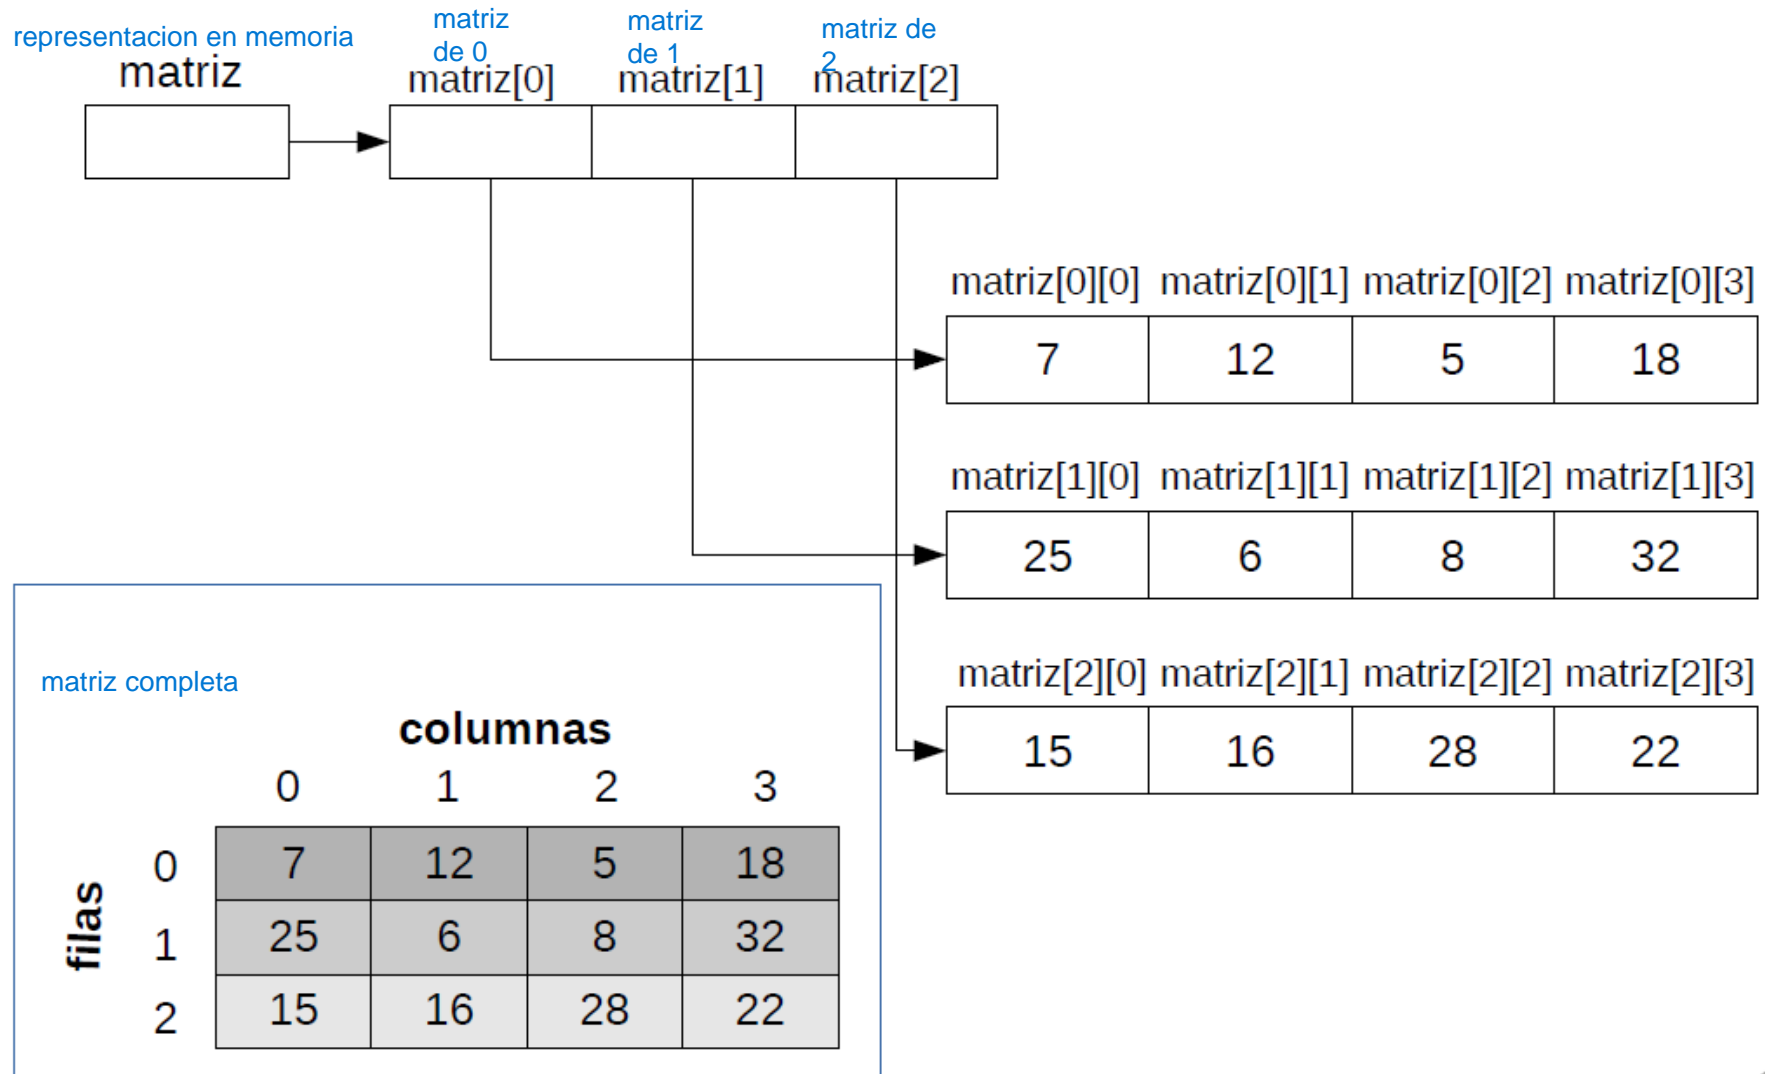 representacion en memoria
matriz
de 0
matriz
de 1
matriz de
2
matriz
matriz[0] matriz[1] matriz[2]
matriz[0][0] matriz[0][1] matriz[0][2] matriz[0][3]
7 12 5 18
matriz[1][0] matriz[1][1] matriz[1][2] matriz[1][3]
25 6 8 32
matriz[2][0] matriz[2][1] matriz[2][2] matriz[2][3]
15 16 28 22
matriz completa
columnas
0 1 2 3
filas
0 7 12 5 18
1 25 6 8 32
2 15 16 28 22